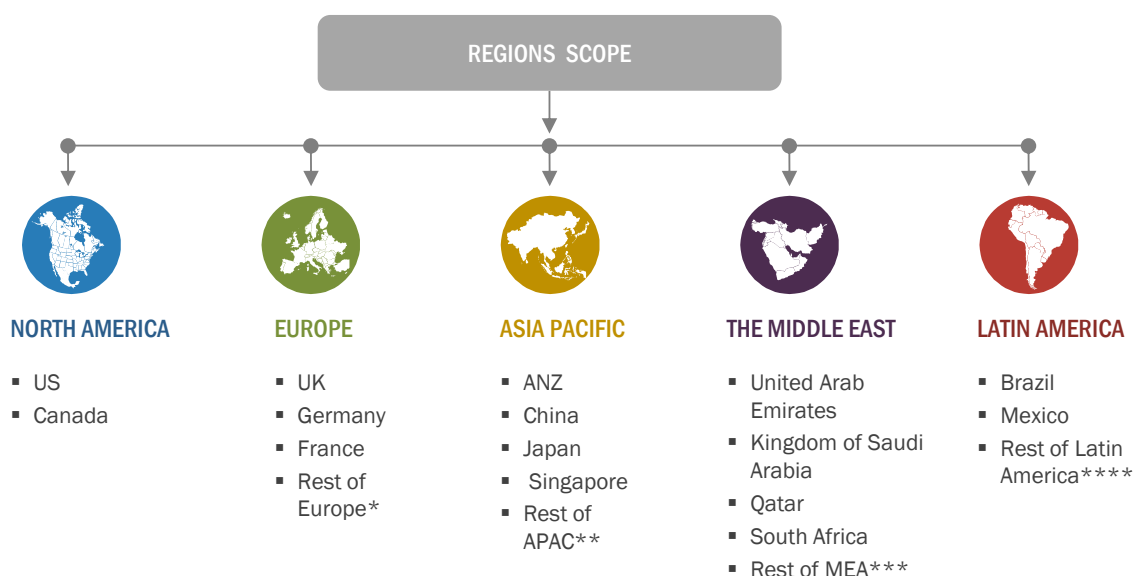 REGIONS SCOPE
NORTH AMERICA
▪ US
▪ Canada
EUROPE
▪ UK
▪ Germany
▪ France
▪ Rest of
Europe*
ASIA PACIFIC
▪ ANZ
▪ China
▪ Japan
▪ Singapore
▪ Rest of
APAC**
THE MIDDLE EAST
▪ United Arab
Emirates
▪ Kingdom of Saudi
Arabia
▪ Qatar
▪ South Africa
▪ Rest of MEA***
LATIN AMERICA
▪ Brazil
▪ Mexico
▪ Rest of Latin
America****